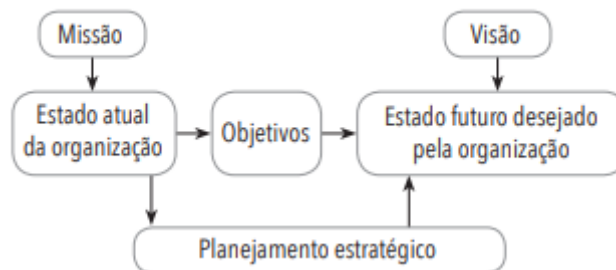 Missão
Visão
Estado atual
da organização
Objetivos
Estado futuro desejado
pela organização
Planejamento estratégico